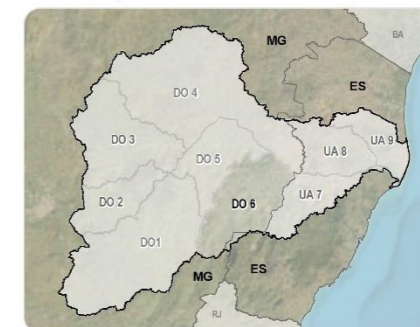 BA
MG
ES
DO 4
DO 3
UA 8
UA 9
DO 5
DO 2
UA 7
DO 6
DO1
ES
MG
RJ